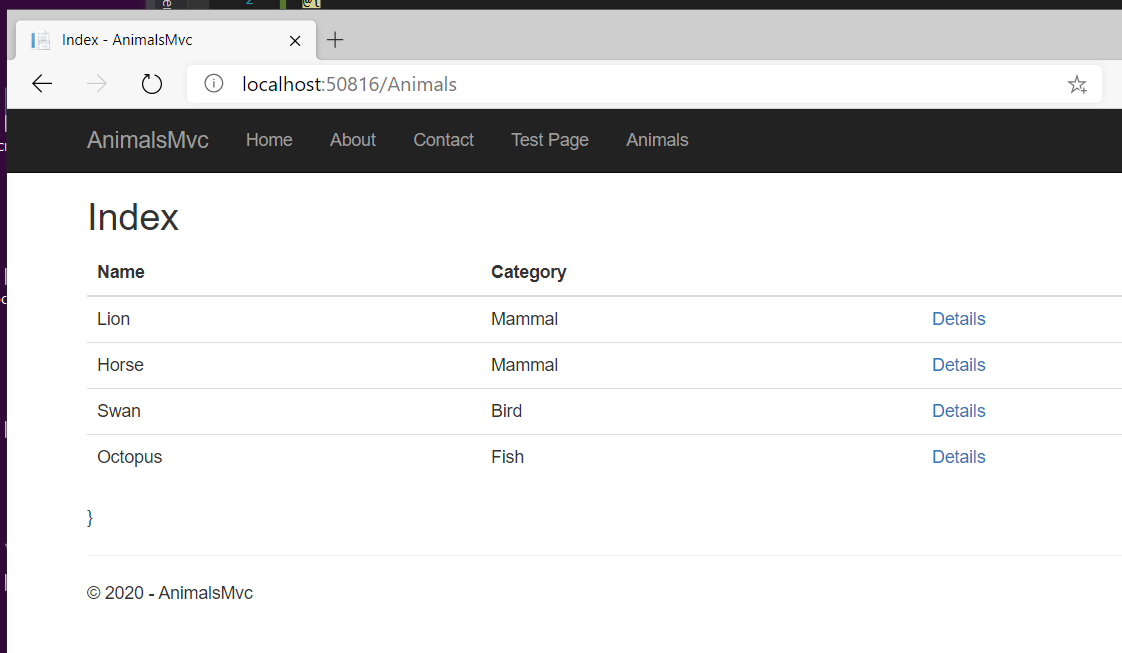 Index - AnimalsMvc
localhost:50816/Animals
AnimalsMvc Home About Contact Test Page Animals
Index
Name Category
Lion Mammal Details
Horse Mammal Details
Swan Bird Details
Octopus Fish Details
}
© 2020 - AnimalsMvc